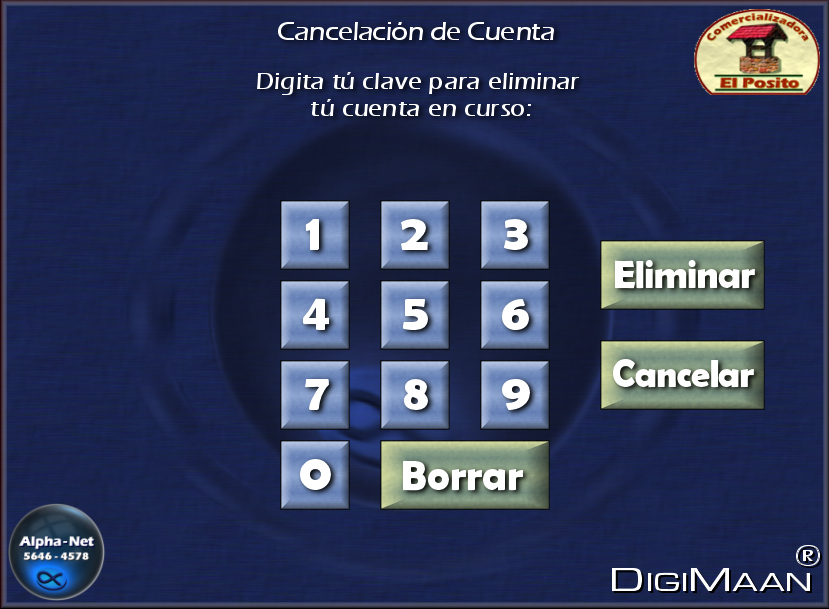 Cancelación de Cuenta
Comercializadora
El Posito
Digita tú clave para eliminar
tú cuenta en curso:
1 2 3
Eliminar
4 5 6
Cancelar
7 8 9
0 Borrar
Alpha-Net
5646 - 4578
DIGIMAAN®